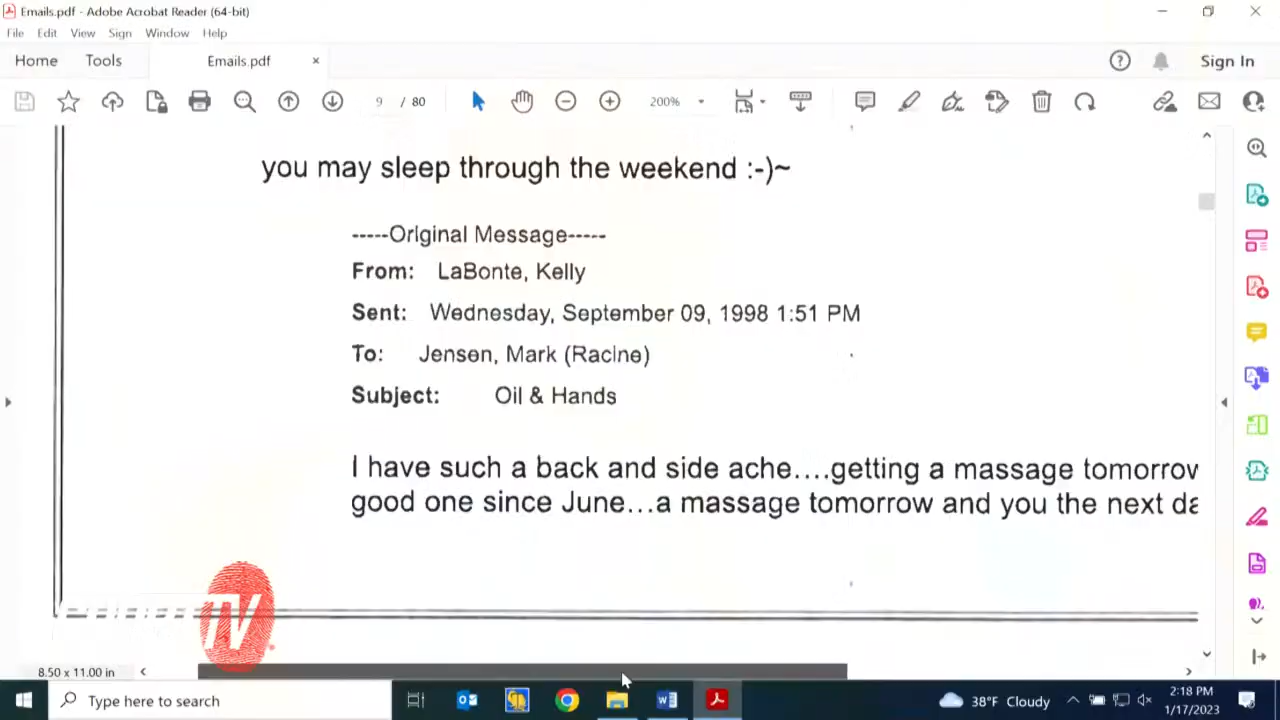 Emails.pdf - Adobe Acrobat Reader (64-bit)
File Edit View Sign Window Help
Home Tools Emails.pdf × Sign In
9 / 80 200%
you may sleep through the weekend :-)~
-----Original Message-----
From: LaBonte, Kelly
Sent: Wednesday, September 09, 1998 1:51 PM
To: Jensen, Mark (Racine)
Subject: Oil & Hands
I have such a back and side ache....getting a massage tomorrow
good one since June...a massage tomorrow and you the next da
TV
8.50 x 11.00 in
Type here to search
38°F Cloudy
2:18 PM
1/17/2023